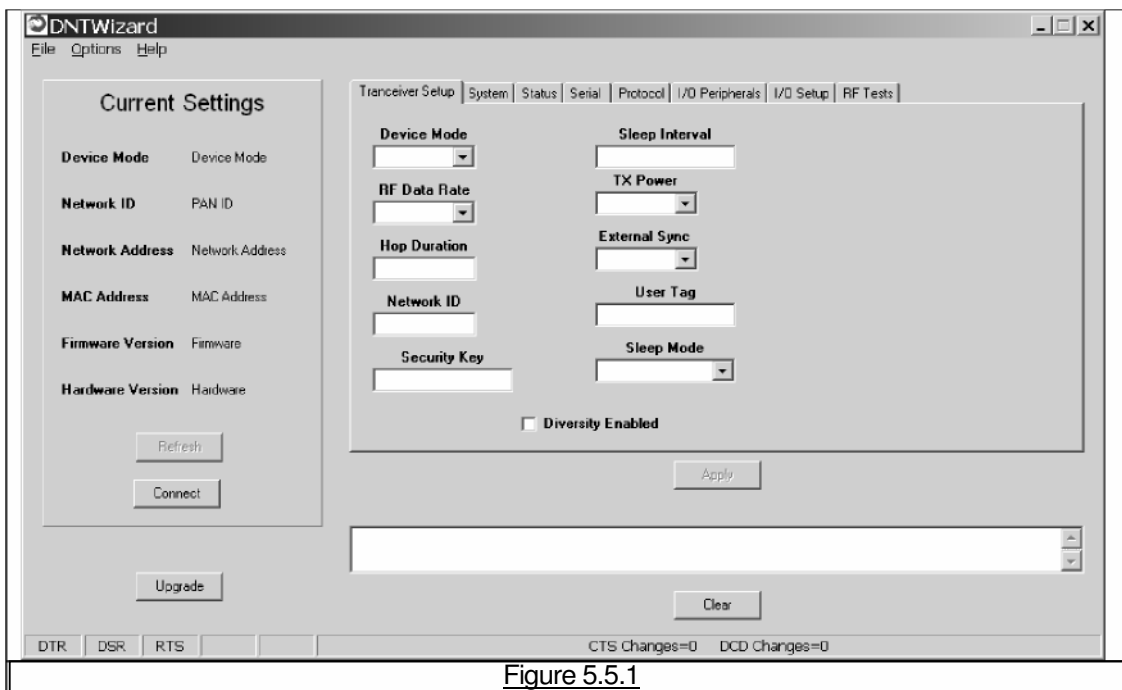 DNTWizard
File Options Help
Current Settings
Device Mode Device Mode
Network ID PAN ID
Network Address Network Address
MAC Address MAC Address
Firmware Version Firmware
Hardware Version Hardware
Refresh
Connect
Upgrade
Tranceiver Setup System Status Serial Protocol I/O Peripherals I/O Setup RF Tests
Device Mode
RF Data Rate
Hop Duration
Network ID
Security Key
Sleep Interval
TX Power
External Sync
User Tag
Sleep Mode
Diversity Enabled
Apply
Clear
DTR DSR RTS CTS Changes=0 DCD Changes=0
Figure 5.5.1